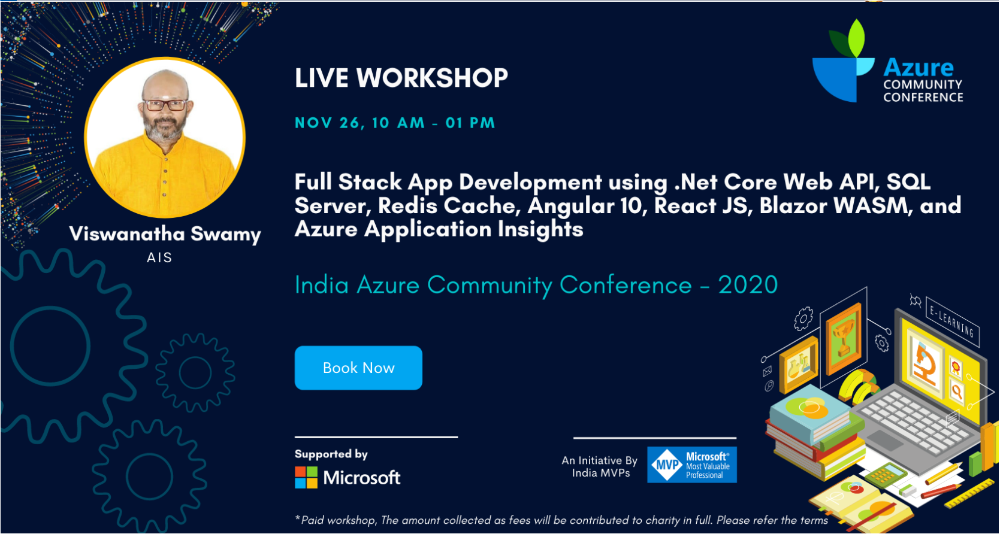 LIVE WORKSHOP
NOV 26, 10 AM - 01 PM
Azure
COMMUNITY
CONFERENCE
Full Stack App Development using .Net Core Web API, SQL
Server, Redis Cache, Angular 10, React JS, Blazor WASM, and
Azure Application Insights
Viswanatha Swamy
AIS
India Azure Community Conference - 2020
E-LEARNING
Book Now
Supported by
Microsoft
An Initiative By
India MVPs
MVP
Microsoft®
Most Valuable
Professional
*Paid workshop, The amount collected as fees will be contributed to charity in full. Please refer the terms